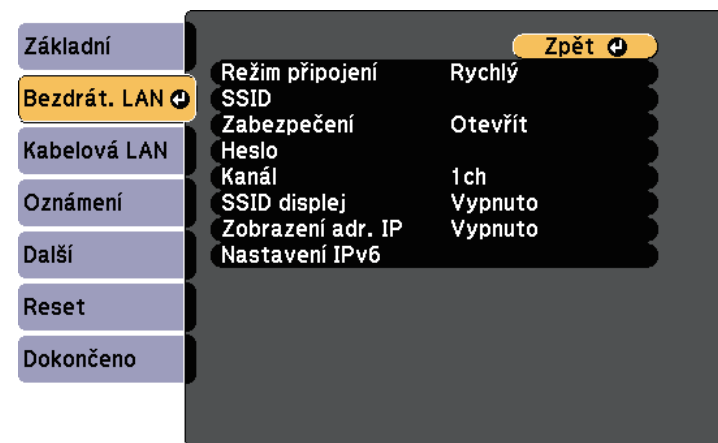 Základní
Bezdrát. LAN
Kabelová LAN
Oznámení
Další
Reset
Dokončeno
Zpět
Režim připojení Rychlý
SSID
Zabezpečení Otevřít
Heslo
Kanál 1ch
SSID displej Vypnuto
Zobrazení adr. IP Vypnuto
Nastavení IPv6